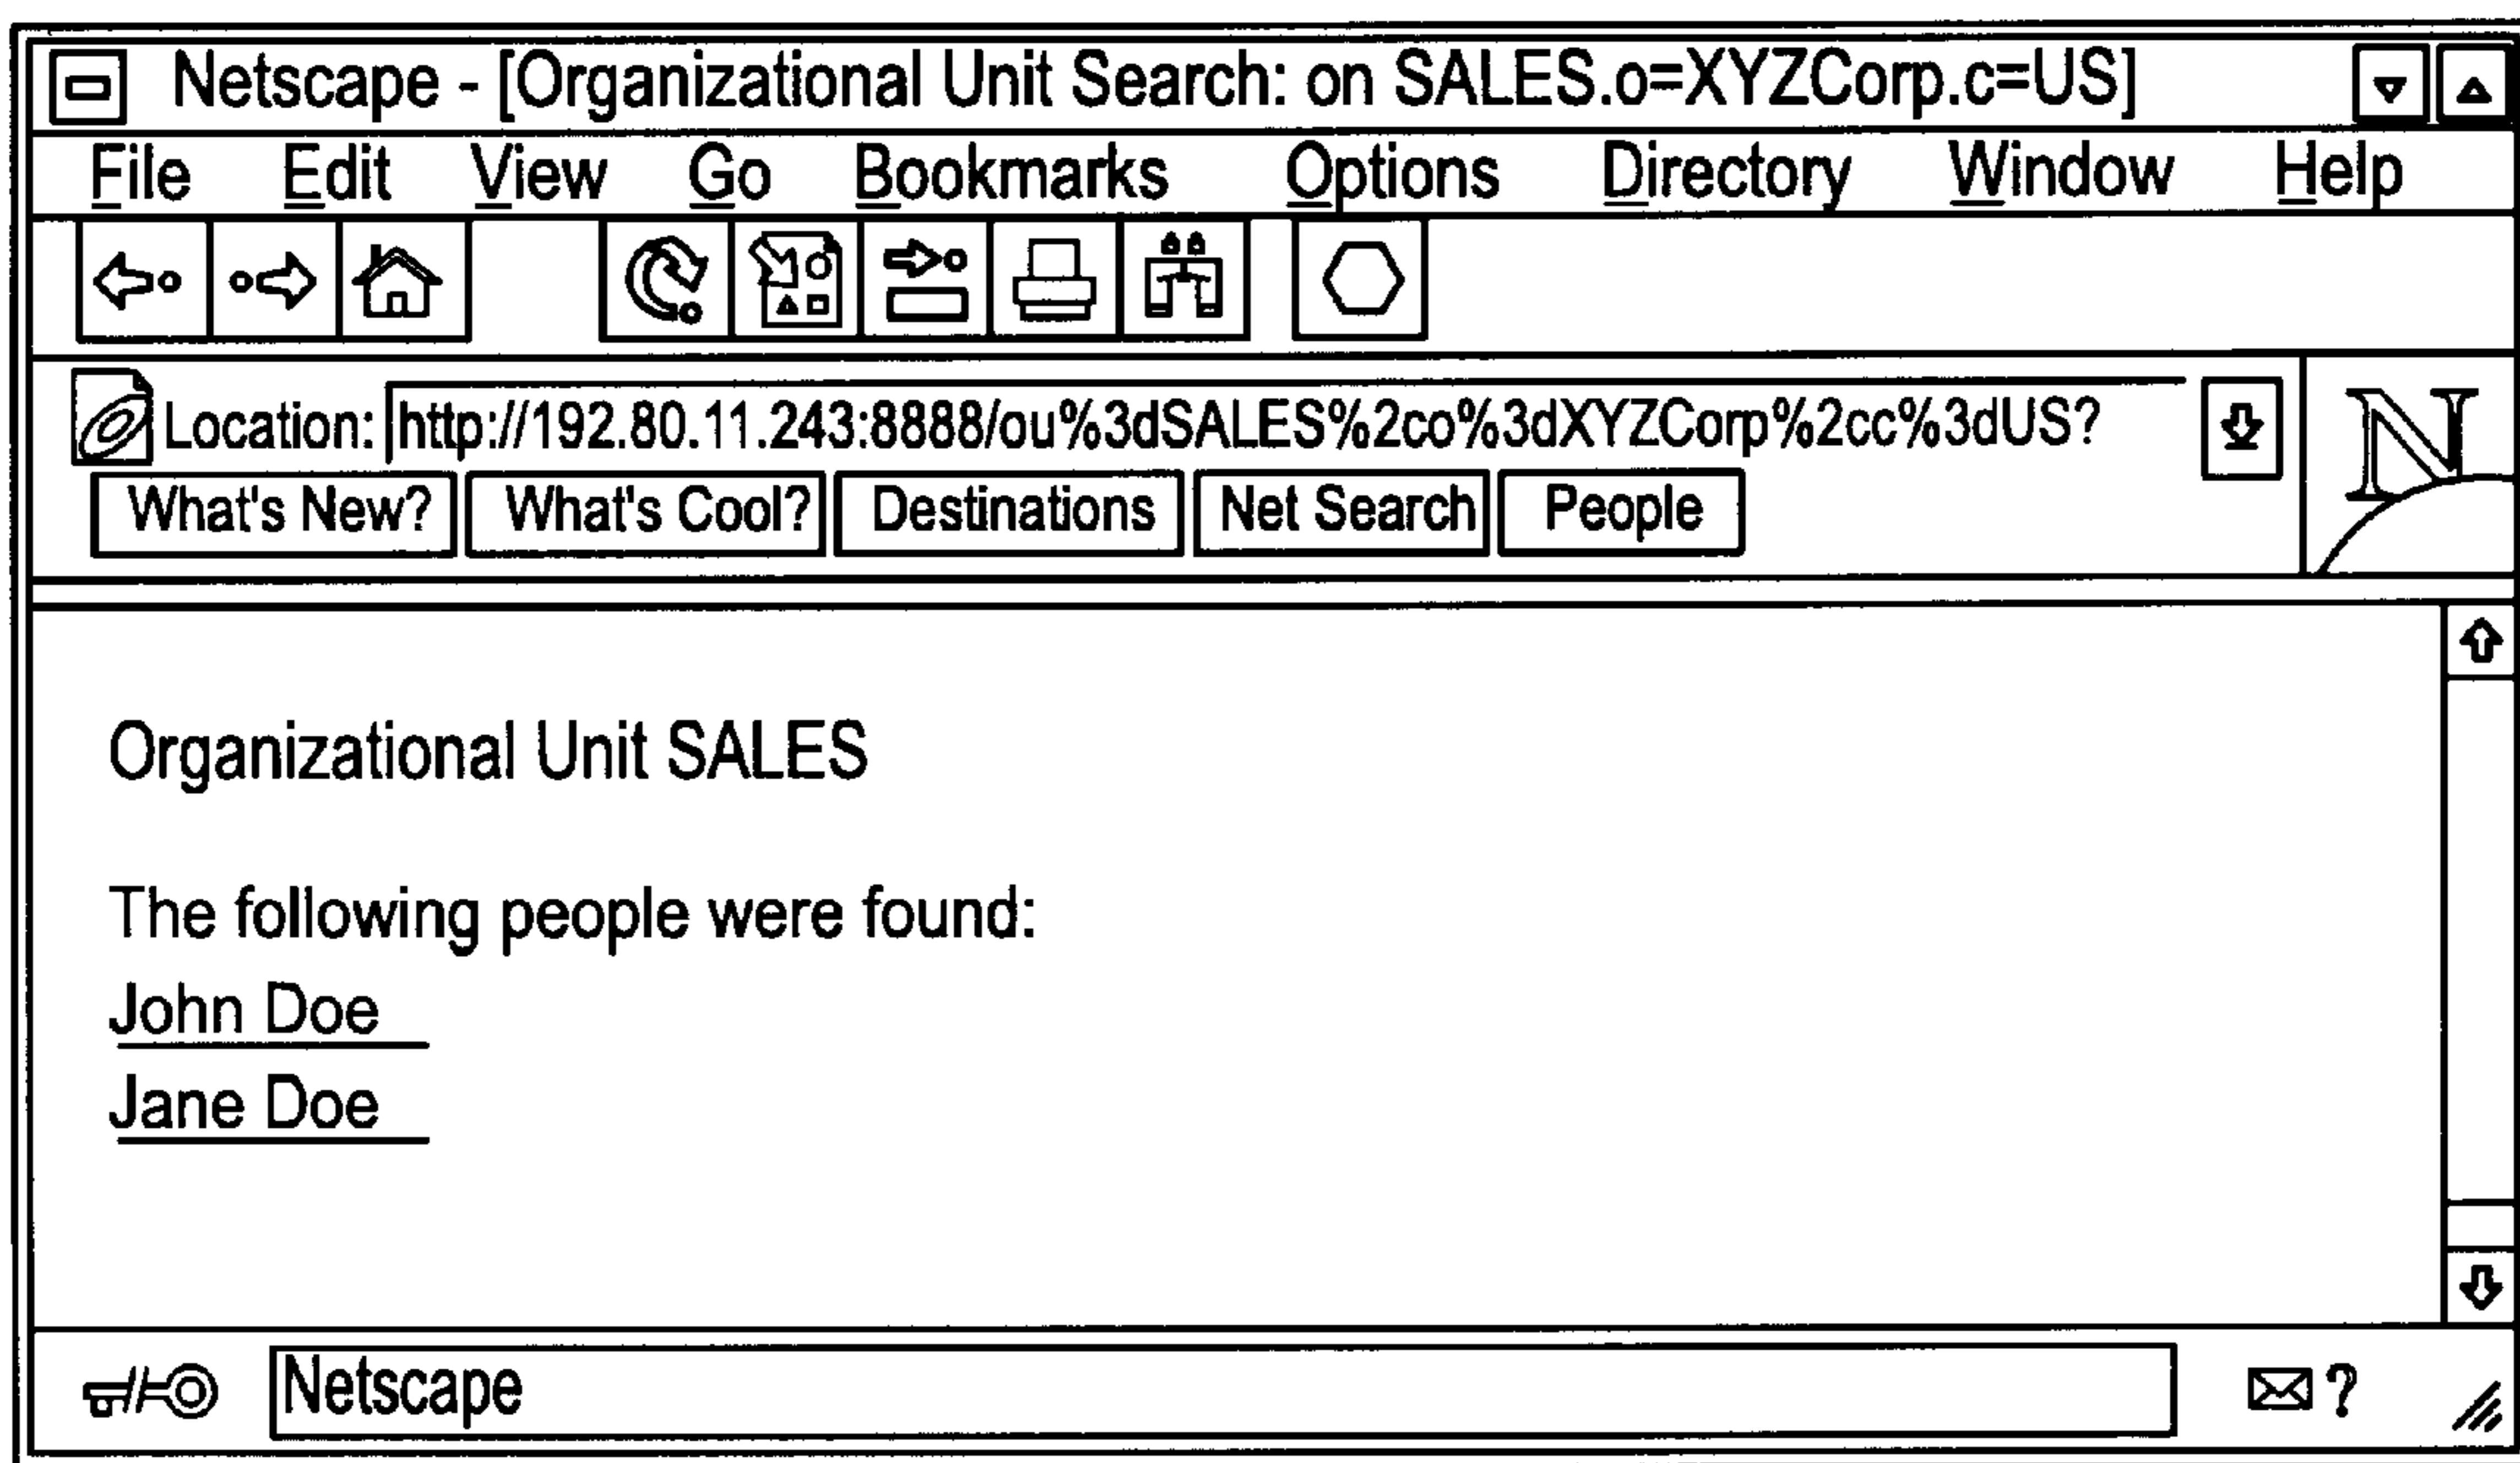 Netscape - [Organizational Unit Search: on SALES.o=XYZCorp.c=US]
File Edit View Go Bookmarks Options Directory Window Help
Location: http://192.80.11.243:8888/ou%3dSALES%2co%3dXYZCorp%2cc%3dUS?
N
What's New? What's Cool? Destinations Net Search People
Organizational Unit SALES
The following people were found:
John Doe
Jane Doe
Netscape ?